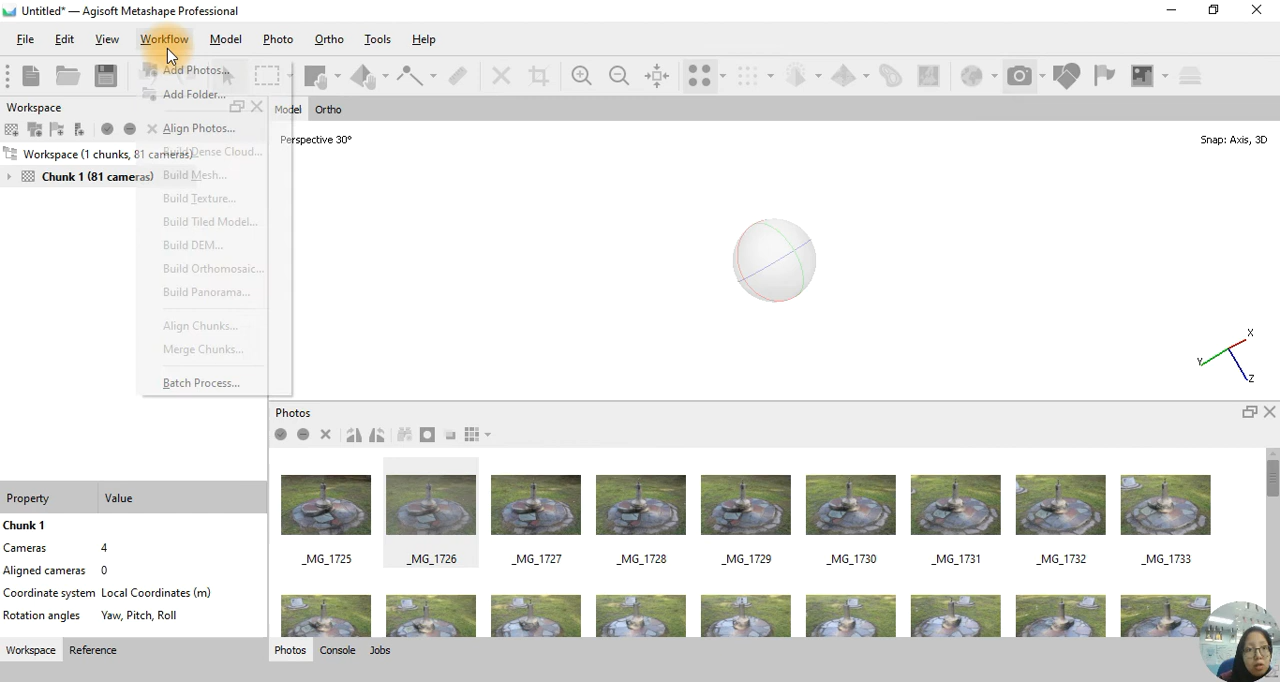 Untitled* — Agisoft Metashape Professional
File Edit View Workflow Model Photo Ortho Tools Help
Add Photos...
Add Folder...
Align Photos...
Build Dense Cloud...
Build Mesh...
Build Texture...
Build Tiled Model...
Build DEM...
Build Orthomosaic...
Build Panorama...
Align Chunks...
Merge Chunks...
Batch Process...
Workspace
Workspace (1 chunks, 81 cameras)
Chunk 1 (81 cameras)
Model Ortho
Perspective 30°
Snap: Axis, 3D
X
Y
Z
Property Value
Chunk 1
Cameras 4
Aligned cameras 0
Coordinate system Local Coordinates (m)
Rotation angles Yaw, Pitch, Roll
Workspace Reference
Photos
_MG_1725 _MG_1726 _MG_1727 _MG_1728 _MG_1729 _MG_1730 _MG_1731 _MG_1732 _MG_1733
Photos Console Jobs